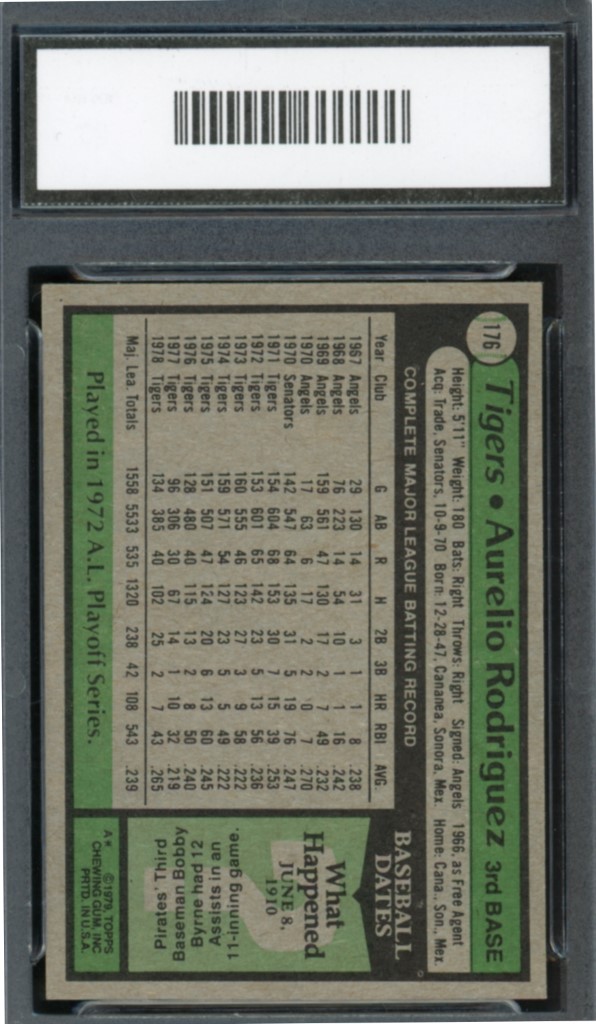 176
Tigers • Aurelio Rodriguez 3rd BASE
Height: 5'11" Weight: 180 Bats: Right Throws: Right Signed: Angels 1966, as Free Agent
Acq: Trade, Senators, 10-9-70 Born: 12-28-47, Cananea, Sonora, Mex. Home: Cana., Son., Mex.
COMPLETE MAJOR LEAGUE BATTING RECORD
Year Club G AB R H 2B 3B HR RBI AVG.
1967 Angels 29 130 14 31 3 1 1 8 .238
1968 Angels 76 223 14 54 10 1 1 16 .242
1969 Angels 159 561 47 130 17 2 7 49 .232
1970 Angels 17 63 6 17 2 2 0 7 .270
1970 Senators 142 547 64 135 31 5 19 76 .247
1971 Tigers 154 604 68 153 30 7 15 39 .253
1972 Tigers 153 601 65 142 23 5 13 56 .236
1973 Tigers 160 555 46 123 27 3 9 58 .222
1974 Tigers 159 571 54 127 23 5 5 49 .222
1975 Tigers 151 507 47 124 20 6 13 60 .245
1976 Tigers 128 480 40 115 13 2 8 50 .240
1977 Tigers 96 306 30 67 14 1 10 32 .219
1978 Tigers 134 385 40 102 25 2 7 43 .265
Maj. Lea. Totals 1558 5533 535 1320 238 42 108 543 .239
Played in 1972 A.L. Playoff Series.
BASEBALL
DATES
What
Happened
JUNE 8,
1910
Pirates' Third
Baseman Bobby
Byrne had 12
Assists in an
11-inning game.
A* ©1979, TOPPS
CHEWING GUM, INC
PRTD. IN U.S.A.